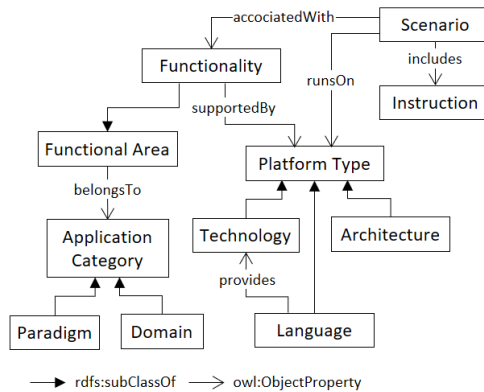 accociatedWith
Scenario
Functionality
runsOn
includes
supportedBy
Instruction
Functional Area
Platform Type
belongsTo
Application
Category
Technology
Architecture
provides
Paradigm
Domain
Language
rdfs:subClassOf
owl:ObjectProperty